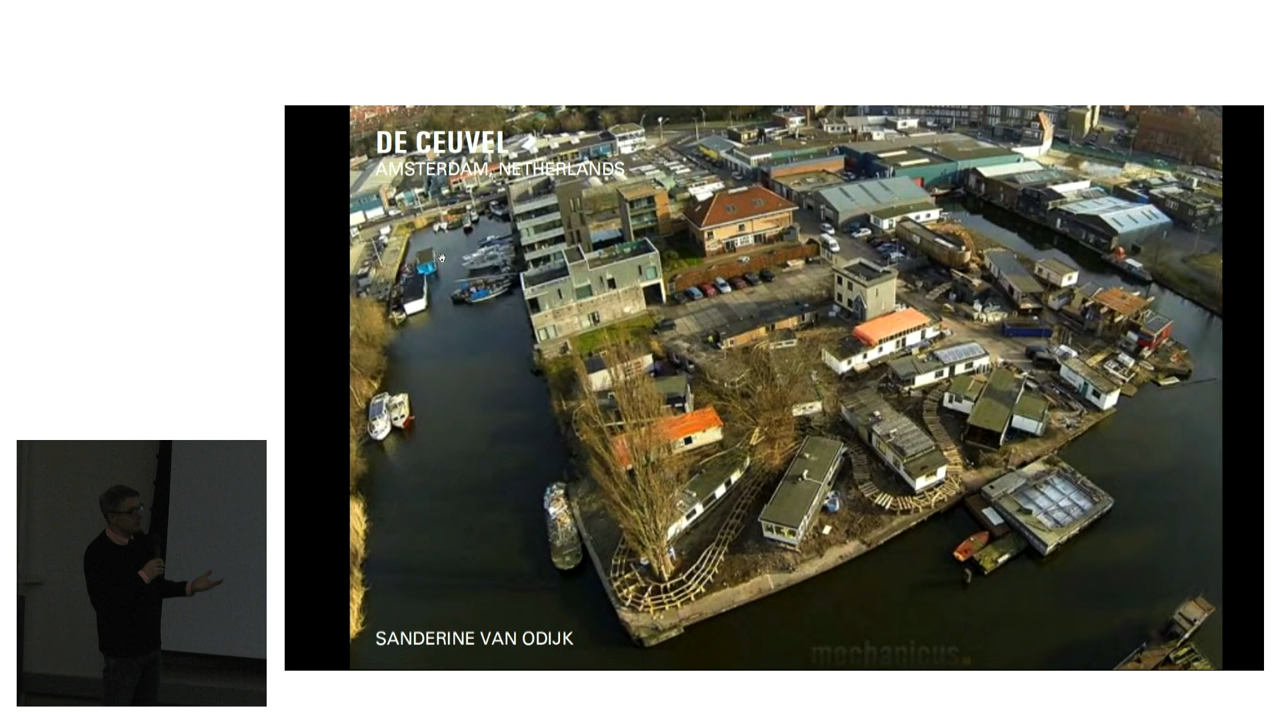 DE CEUVEL
AMSTERDAM, NETHERLANDS
SANDERINE VAN ODIJK
mechanicus.